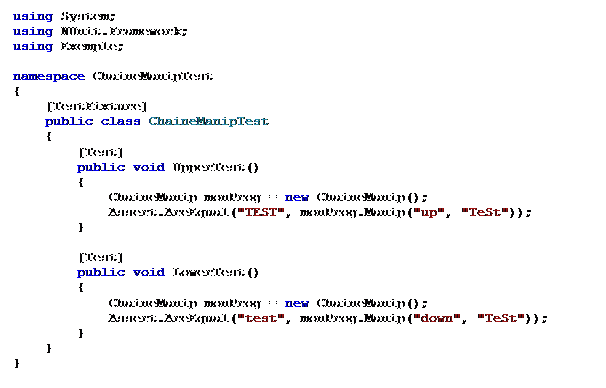 using System;
using NUnit.Framework;
using Exemple;
namespace ChaineManipTest
{
[TestFixture]
public class ChaineManipTest
{
[Test]
public void UpperTest()
{
ChaineManip monProg = new ChaineManip();
Assert.AreEqual("TEST", monProg.Manip("up", "TeSt"));
}
[Test]
public void LowerTest()
{
ChaineManip monProg = new ChaineManip();
Assert.AreEqual("test", monProg.Manip("down", "TeSt"));
}
}
}